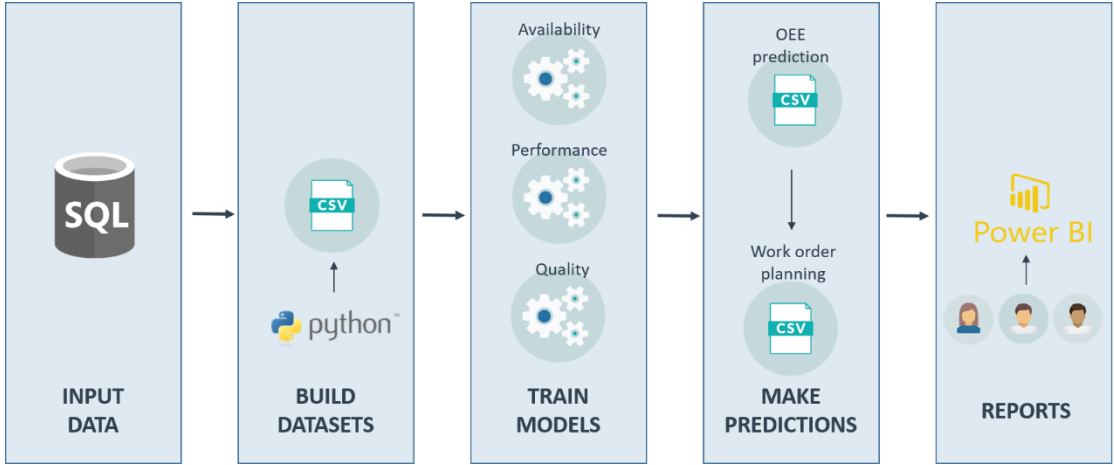 SQL
INPUT
DATA
CSV
python™
BUILD
DATASETS
Availability
Performance
Quality
TRAIN
MODELS
OEE
prediction
CSV
Work order
planning
CSV
MAKE
PREDICTIONS
Power BI
REPORTS